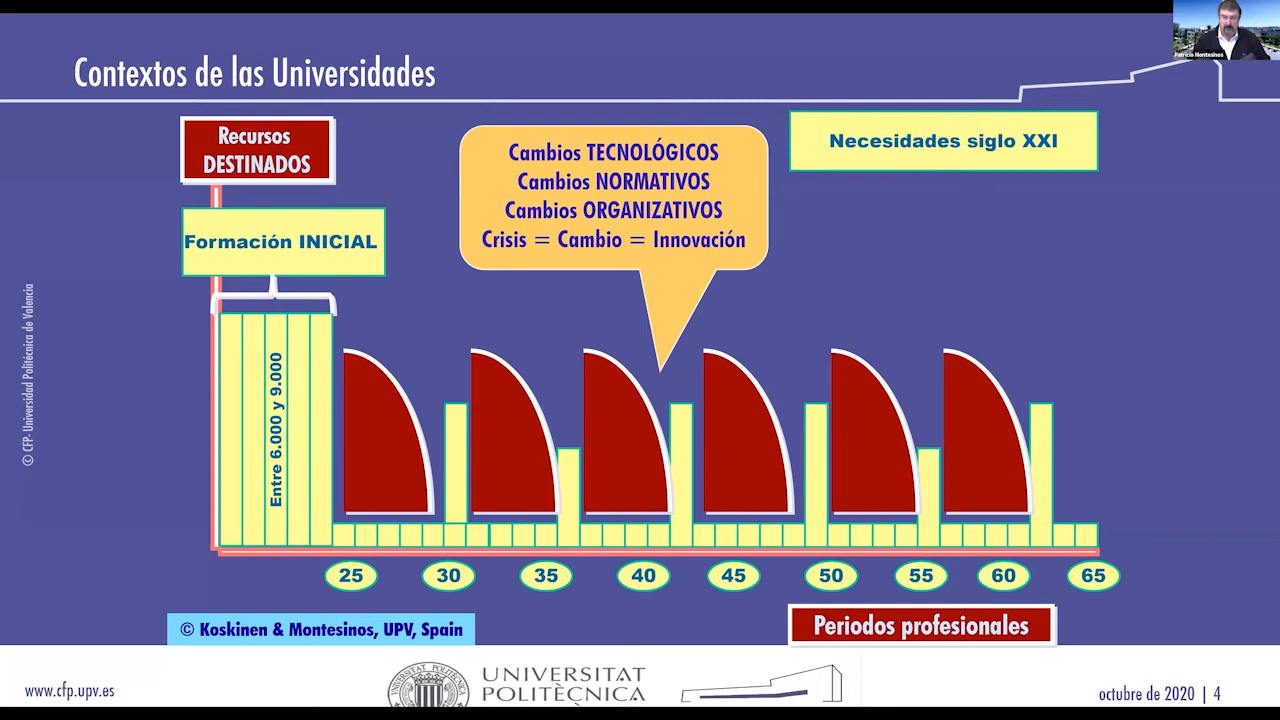 Contextos de las Universidades
Patricio Montesinos
Recursos
DESTINADOS
Cambios TECNOLÓGICOS
Cambios NORMATIVOS
Cambios ORGANIZATIVOS
Crisis = Cambio = Innovación
Necesidades siglo XXI
Formación INICIAL
Entre 6.000 y 9.000
© CFP- Universidad Politécnica de Valencia
25
30
35
40
45
50
55
60
65
© Koskinen & Montesinos, UPV, Spain
Periodos profesionales
www.cfp.upv.es
UNIVERSITAT
POLITÈCNICA
octubre de 2020 | 4